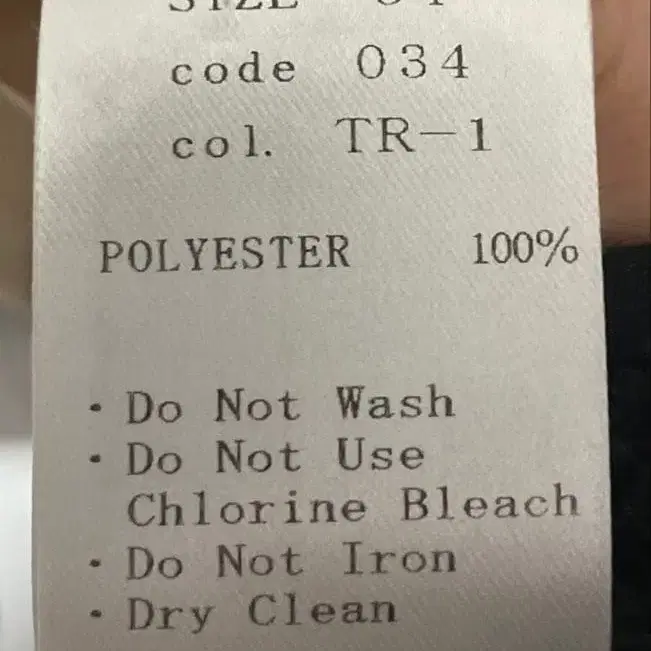 SIZE
code 034
col. TR-1
POLYESTER 100%
・Do Not Wash
・Do Not Use
Chlorine Bleach
・Do Not Iron
・Dry Clean